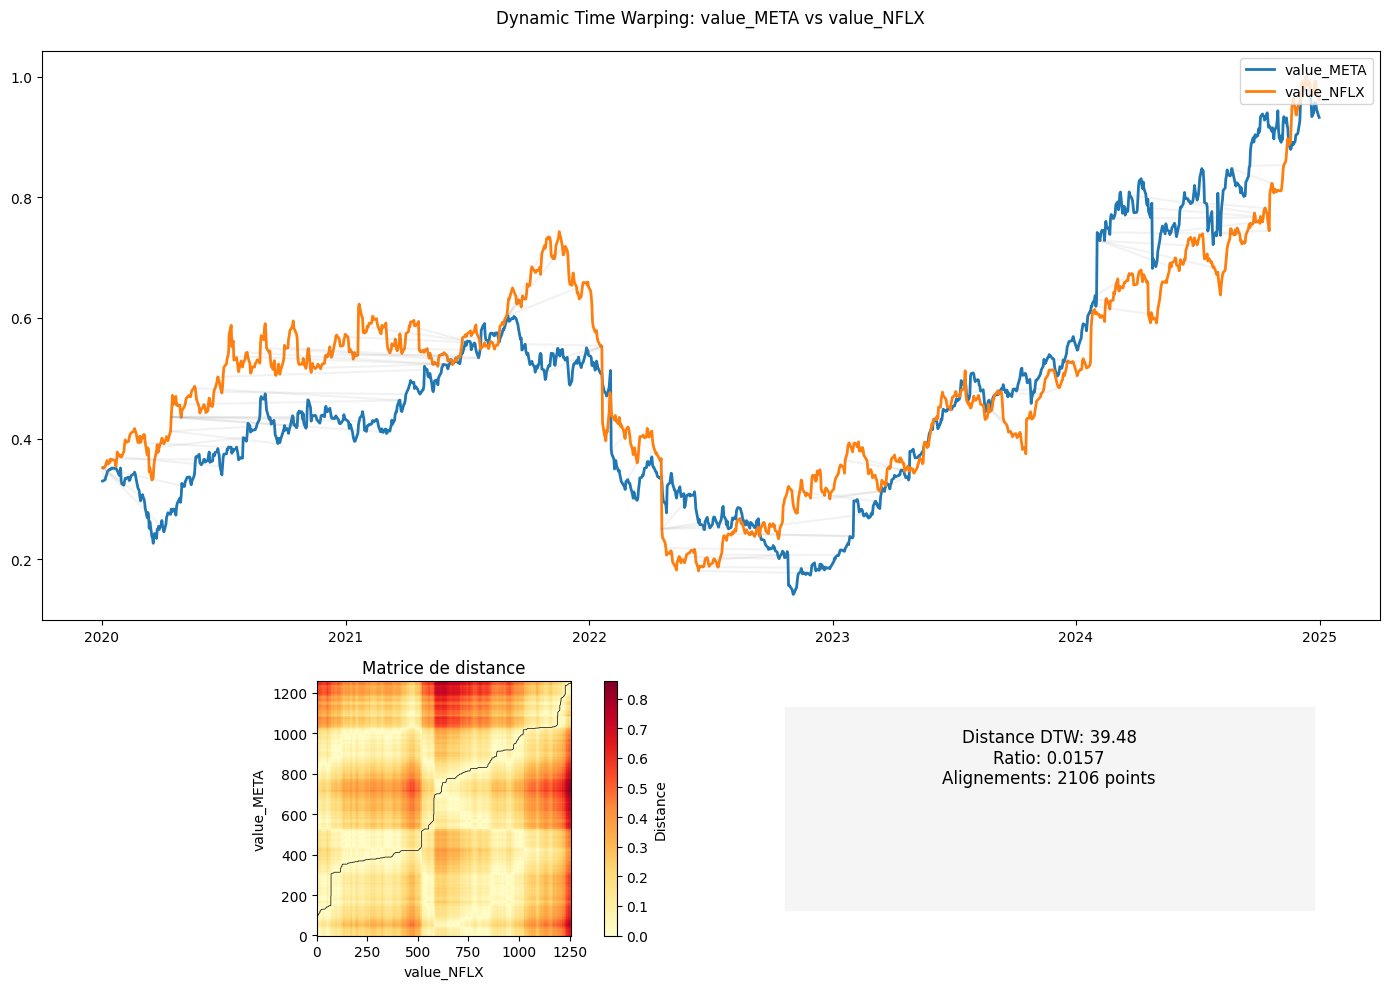 Dynamic Time Warping: value_META vs value_NFLX
value_META
value_NFLX
1.0
0.8
0.6
0.4
0.2
2020 2021 2022 2023 2024 2025
Matrice de distance
value_META
1200
1000
800
600
400
200
0
0 250 500 750 1000 1250
value_NFLX
0.8
0.7
0.6
0.5
0.4
0.3
0.2
0.1
0.0
Distance
Distance DTW: 39.48
Ratio: 0.0157
Alignements: 2106 points